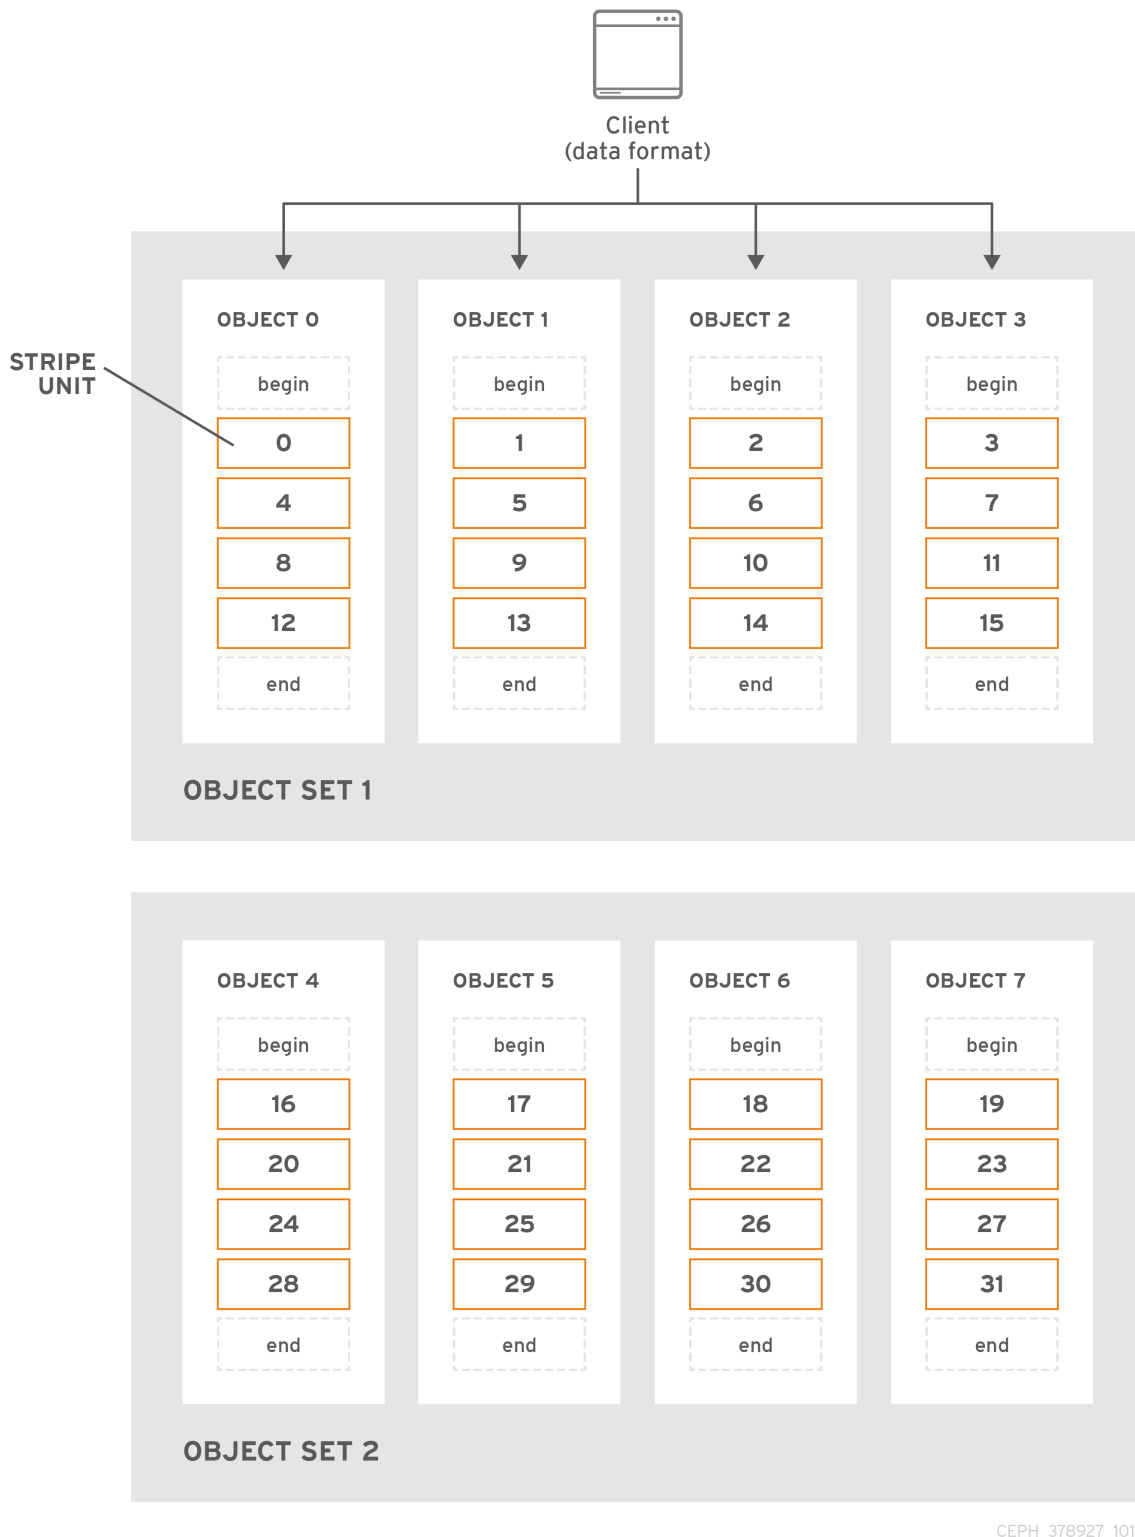 Client
(data format)
STRIPE
UNIT
OBJECT 0
begin
0
4
8
12
end
OBJECT 1
begin
1
5
9
13
end
OBJECT 2
begin
2
6
10
14
end
OBJECT 3
begin
3
7
11
15
end
OBJECT SET 1
OBJECT 4
begin
16
20
24
28
end
OBJECT 5
begin
17
21
25
29
end
OBJECT 6
begin
18
22
26
30
end
OBJECT 7
begin
19
23
27
31
end
OBJECT SET 2
CEPH_378927_101